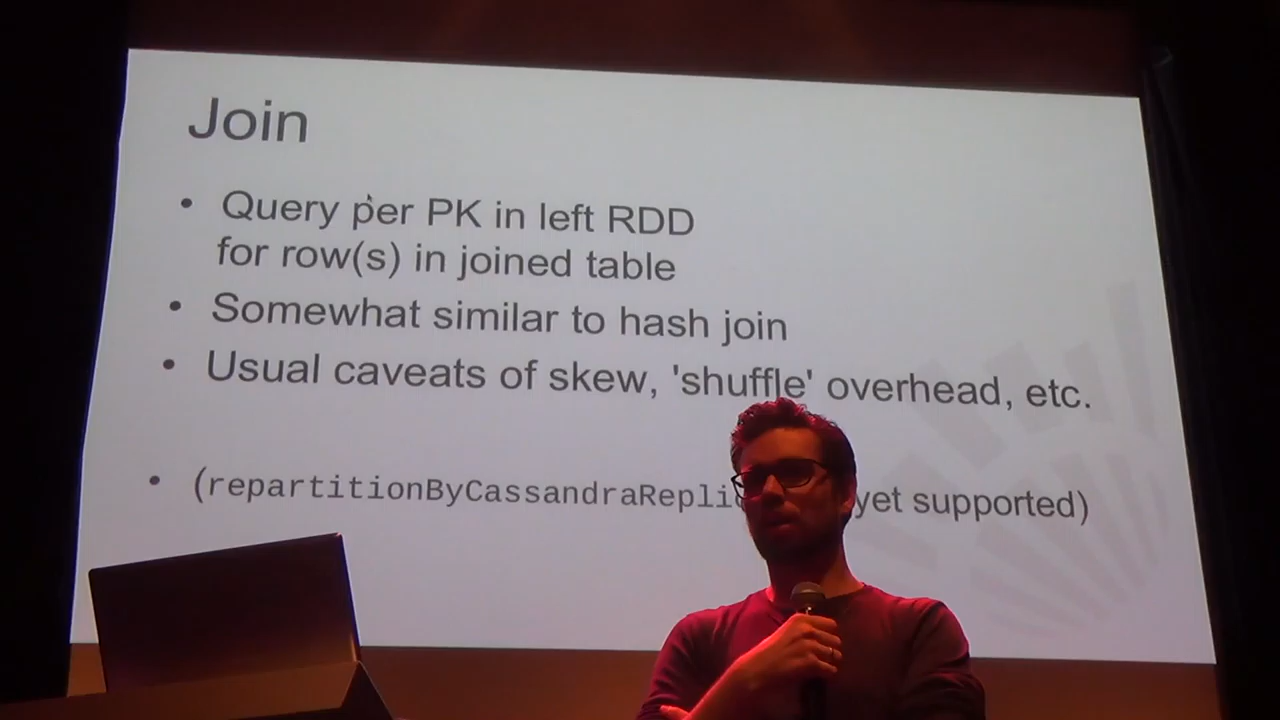 Join
• Query per PK in left RDD
for row(s) in joined table
• Somewhat similar to hash join
• Usual caveats of skew, 'shuffle' overhead, etc.
• (repartitionByCassandraRepli yet supported)